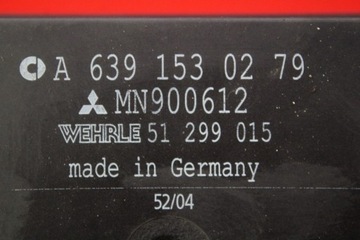 A 639 153 02 79
MN900612
WEHRLE 51 299 015
made in Germany
52/04